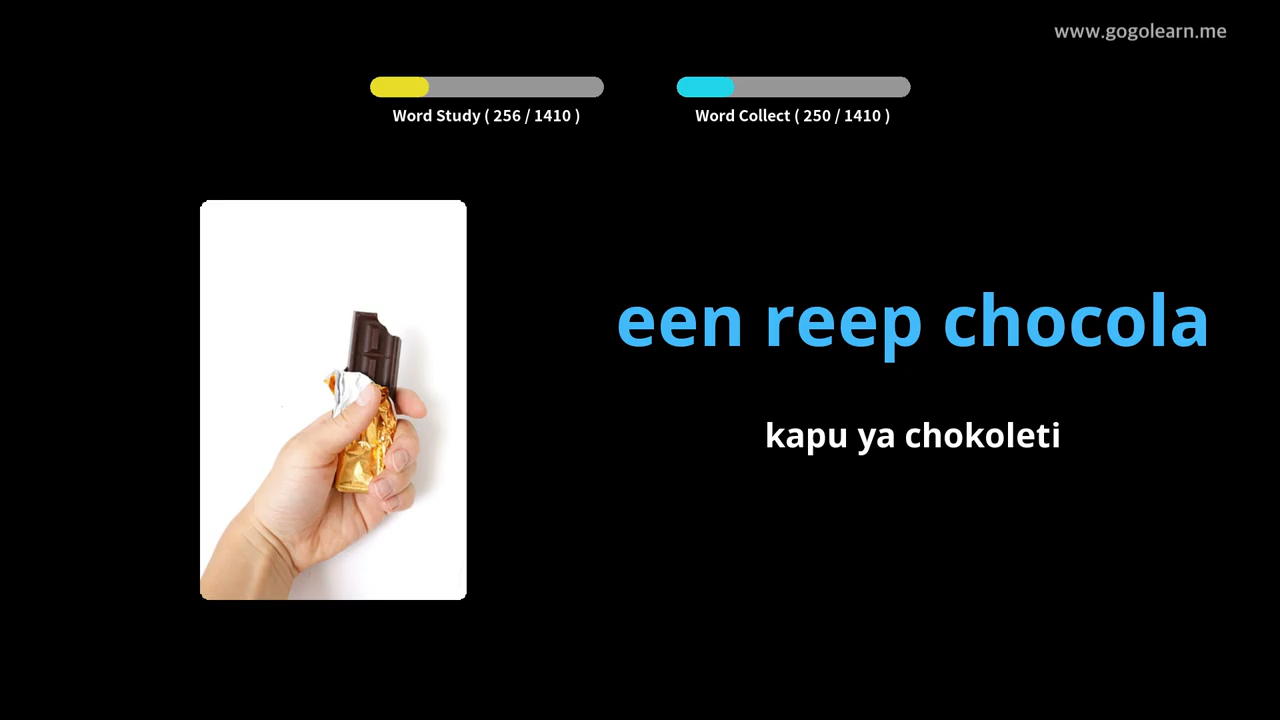 www.gogolearn.me
Word Study ( 256 / 1410 )
Word Collect ( 250 / 1410 )
een reep chocola
kapu ya chokoleti